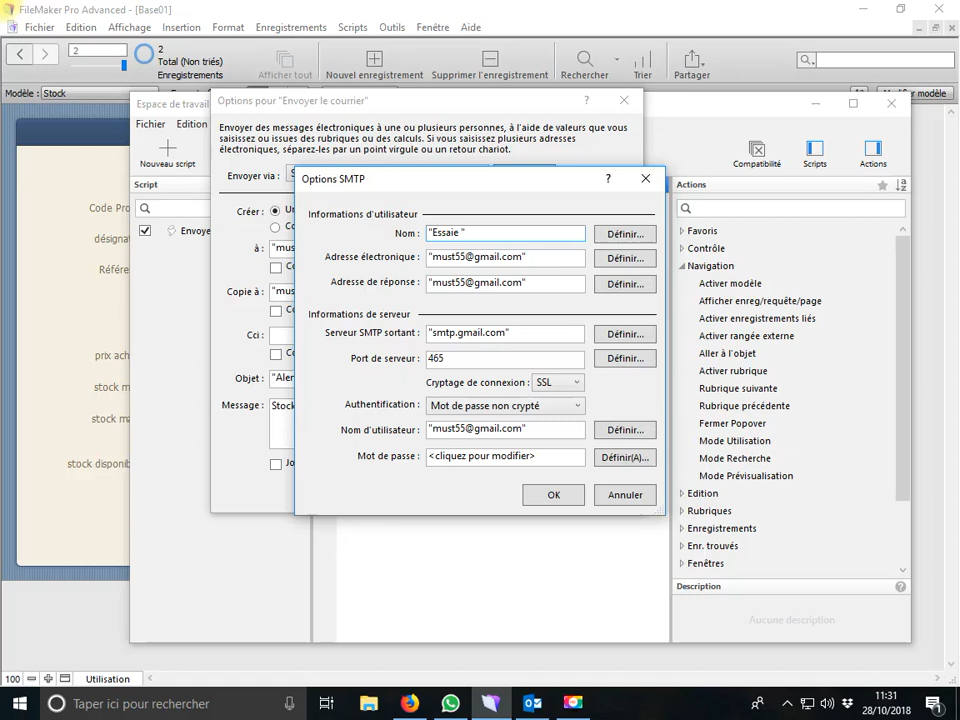 FileMaker Pro Advanced - [Base01]
Fichier Edition Affichage Insertion Format Enregistrements Scripts Outils Fenêtre Aide
2
2
Total (Non triés)
Enregistrements
Afficher tout
Nouvel enregistrement
Supprimer l'enregistrement
Rechercher
Trier
Partager
Modèle : Stock
Modifier modèle
Espace de travail
Fichier Edition
Nouveau script
Compatibilité
Scripts
Actions
Script
Envoye
Code Pro
désigna
Référe
prix ach
stock m
stock ma
stock disponib
Options pour "Envoyer le courrier"
Envoyer des messages électroniques à une ou plusieurs personnes, à l'aide de valeurs que vous
saisissez ou issues des rubriques ou des calculs. Si vous saisissez plusieurs adresses
électroniques, séparez-les par un point virgule ou un retour chariot.
Envoyer via : S
Créer : Un
Co
à : "mus
Co
Copie à : "mus
Co
Cci :
Co
Objet : "Aler
Message : Stock
Jo
Options SMTP
Informations d'utilisateur
Nom : "Essaie " Définir...
Adresse électronique : "must55@gmail.com" Définir...
Adresse de réponse : "must55@gmail.com" Définir...
Informations de serveur
Serveur SMTP sortant : "smtp.gmail.com" Définir...
Port de serveur : 465 Définir...
Cryptage de connexion : SSL
Authentification : Mot de passe non crypté
Nom d'utilisateur : "must55@gmail.com" Définir...
Mot de passe : <cliquez pour modifier> Définir(A)...
OK Annuler
Actions
Favoris
Contrôle
Navigation
Activer modèle
Afficher enreg/requête/page
Activer enregistrements liés
Activer rangée externe
Aller à l'objet
Activer rubrique
Rubrique suivante
Rubrique précédente
Fermer Popover
Mode Utilisation
Mode Recherche
Mode Prévisualisation
Edition
Rubriques
Enregistrements
Enr. trouvés
Fenêtres
Description
Aucune description
100 Utilisation
Taper ici pour rechercher
11:31
28/10/2018
1